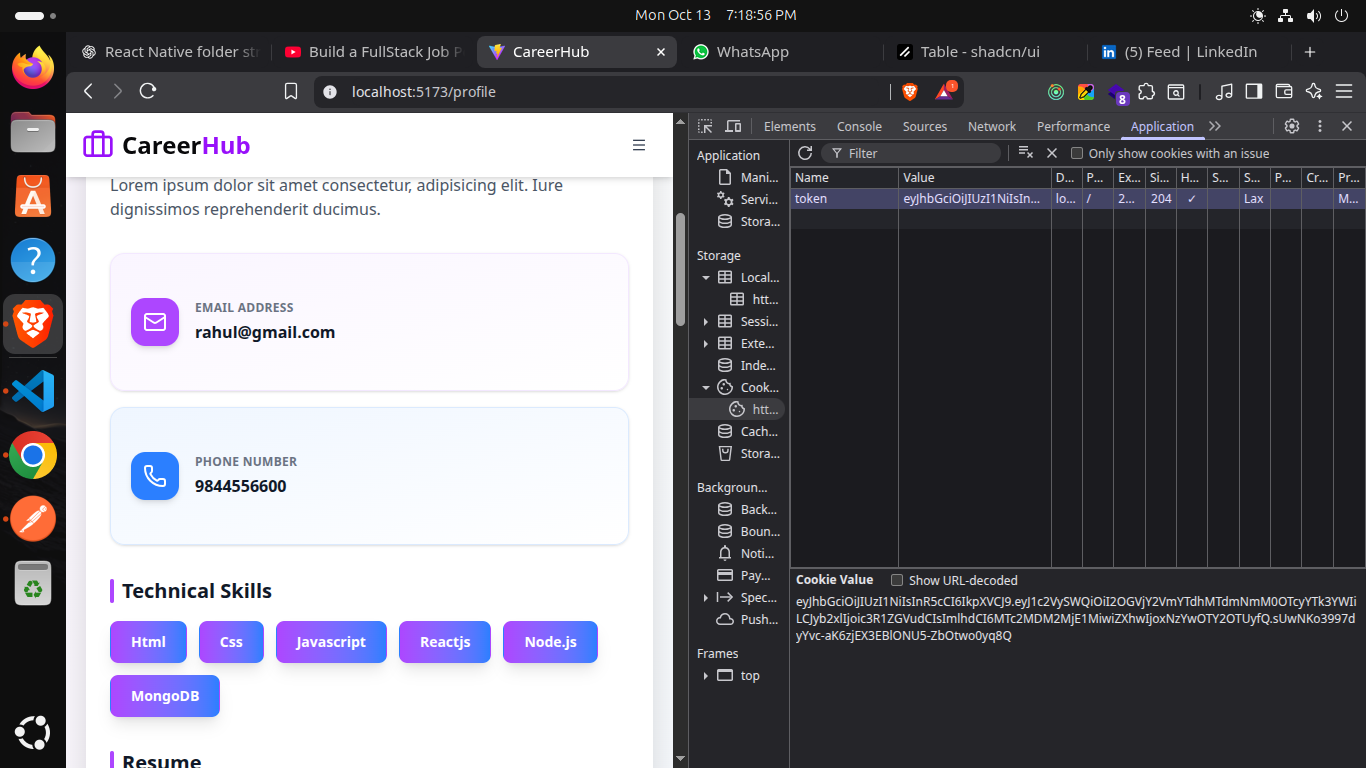 Mon Oct 13 7:18:56 PM
React Native folder str
Build a FullStack Job P
CareerHub
WhatsApp
Table - shadcn/ui
(5) Feed | LinkedIn
localhost:5173/profile
8
CareerHub
Lorem ipsum dolor sit amet consectetur, adipisicing elit. Iure
dignissimos reprehenderit ducimus.
EMAIL ADDRESS
rahul@gmail.com
PHONE NUMBER
9844556600
Technical Skills
Html
Css
Javascript
Reactjs
Node.js
MongoDB
Resume
Elements
Console
Sources
Network
Performance
Application
Application
Mani...
Servi...
Stora...
Storage
Local...
htt...
Sessi...
Exte...
Inde...
Cook...
htt...
Cach...
Stora...
Backgroun...
Back...
Boun...
Noti...
Pay...
Spec...
Push...
Frames
top
Filter
Only show cookies with an issue
Name Value D... P... Ex... Si... H... S... S... P... Cr... Pr...
token eyJhbGciOiJIUzI1NiIsIn... lo... / 2... 204 ✓ Lax M...
Cookie Value
Show URL-decoded
eyJhbGciOiJIUzI1NiIsInR5cCI6IkpXVCJ9.eyJ1c2VySWQiOiI2OGVjY2VmYTdhMTdmNmM0OTcyYTk3YWIi
LCJyb2xlIjoic3R1ZGVudCIsImlhdCI6MTc2MDM2MjE1MiwiZXhwIjoxNzYwOTY2OTUyfQ.sUwNKo3997d
yYvc-aK6zjEX3EBlONU5-ZbOtwo0yq8Q